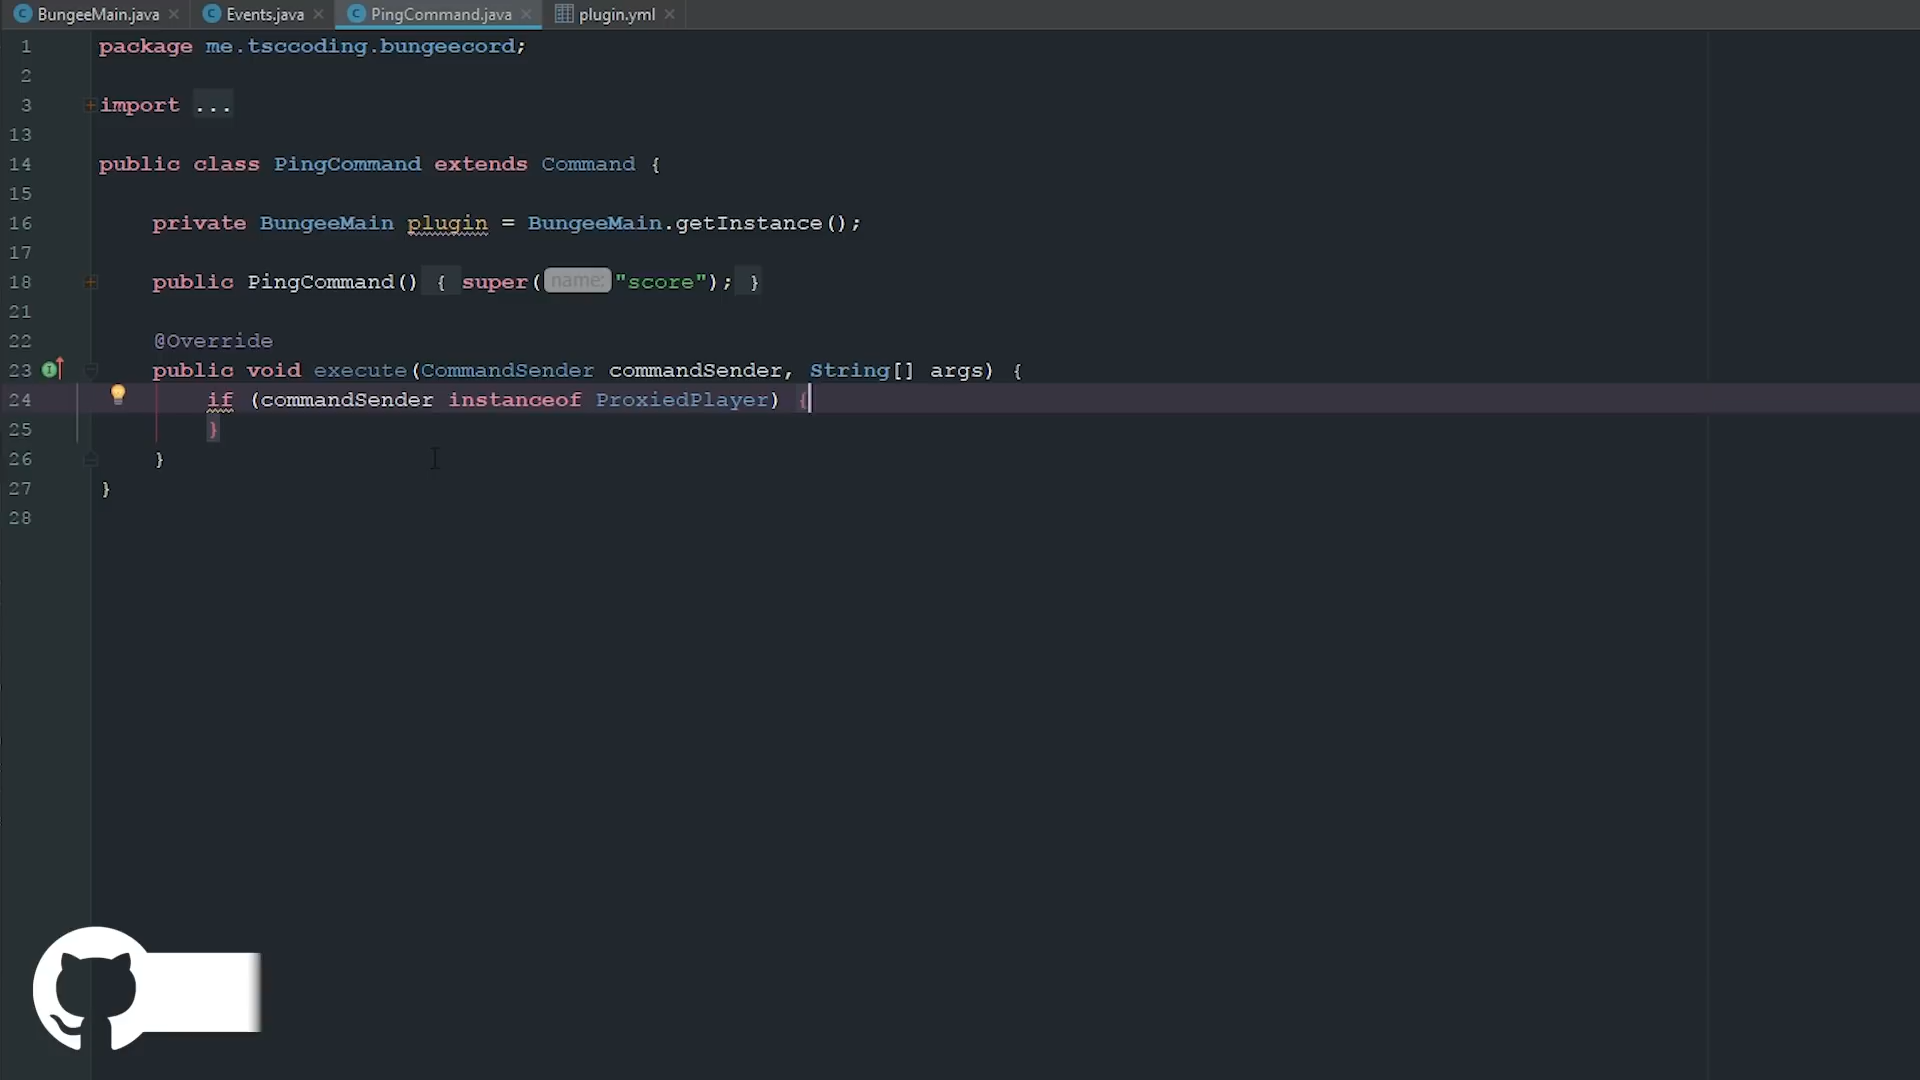 BungeeMain.java Events.java PingCommand.java plugin.yml
1 package me.tsccoding.bungeecord;
2
3 import ...
13
14 public class PingCommand extends Command {
15
16 private BungeeMain plugin = BungeeMain.getInstance();
17
18 public PingCommand() { super( name: "score"); }
21
22 @Override
23 public void execute(CommandSender commandSender, String[] args) {
24 if (commandSender instanceof ProxiedPlayer) {
25 }
26 }
27 }
28